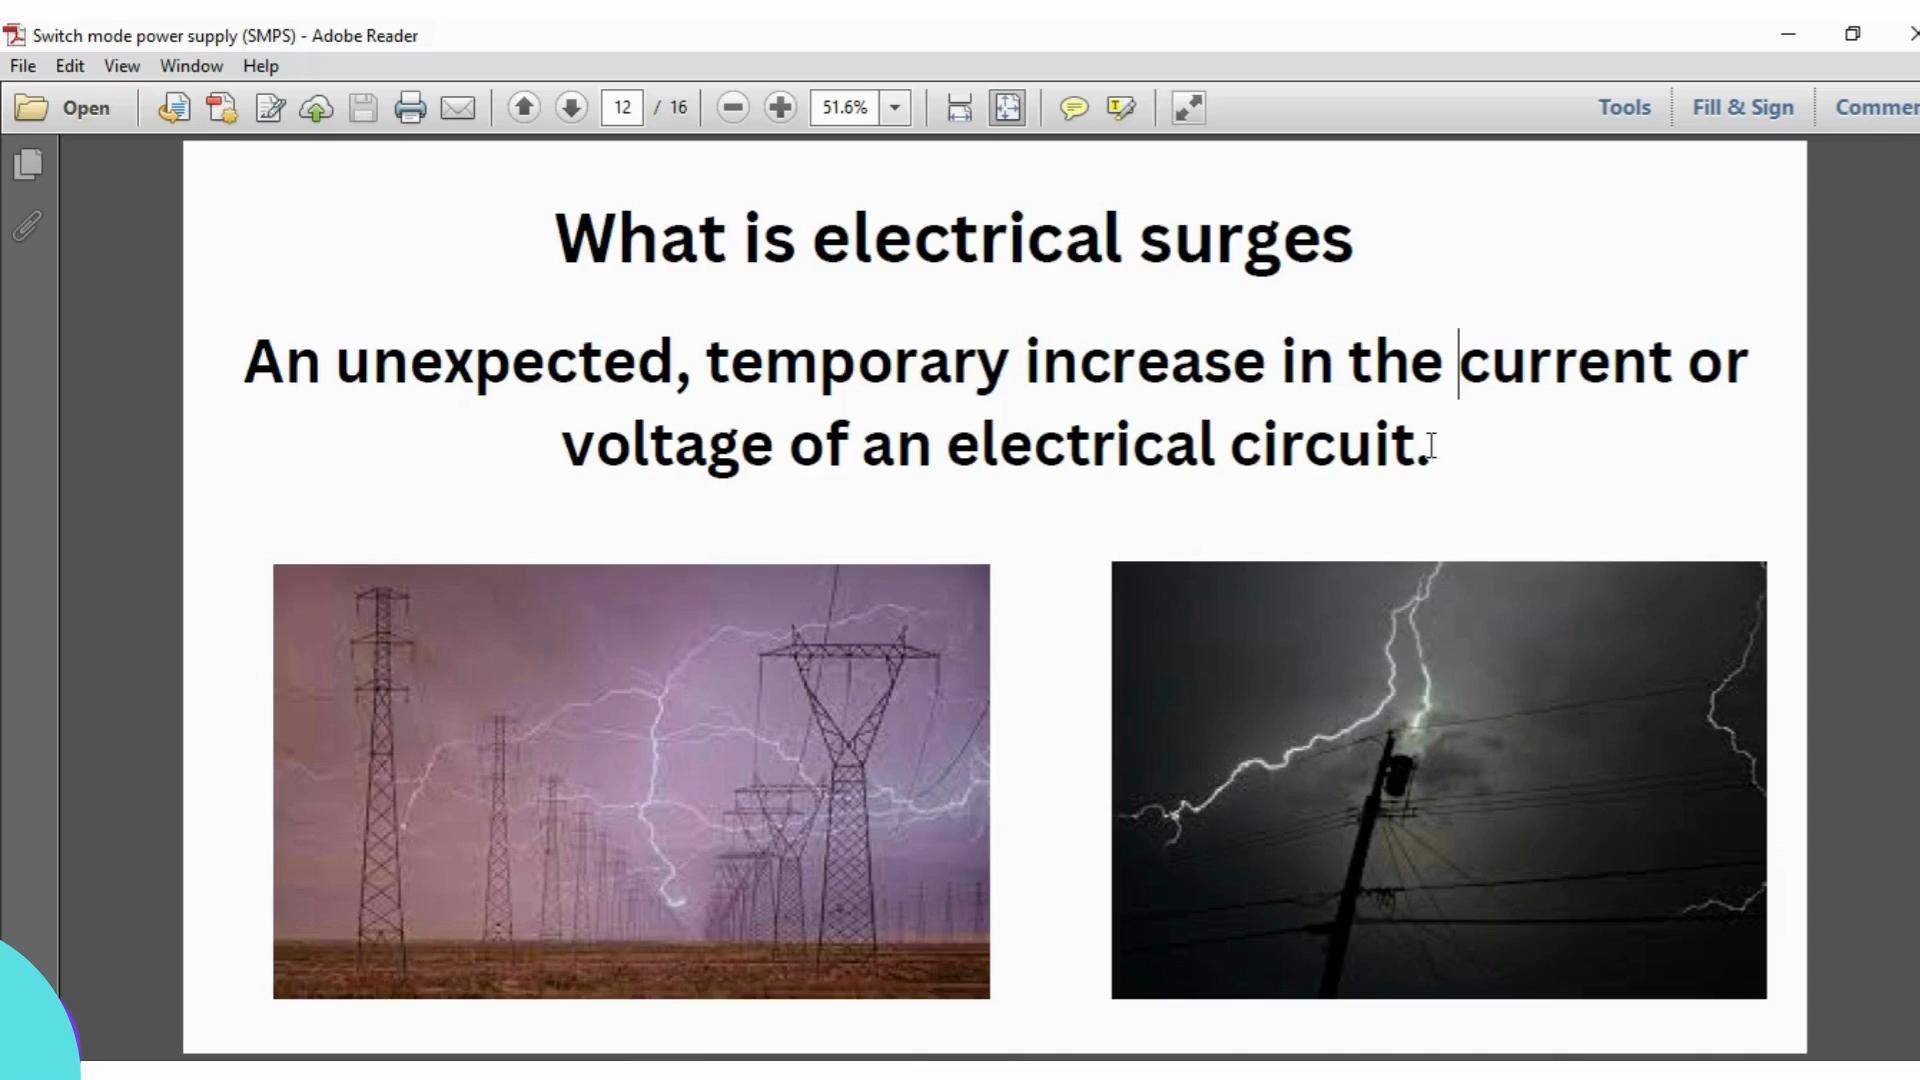 Switch mode power supply (SMPS) - Adobe Reader
File Edit View Window Help
Open 12 / 16 51.6% Tools Fill & Sign Commen
What is electrical surges
An unexpected, temporary increase in the current or
voltage of an electrical circuit.